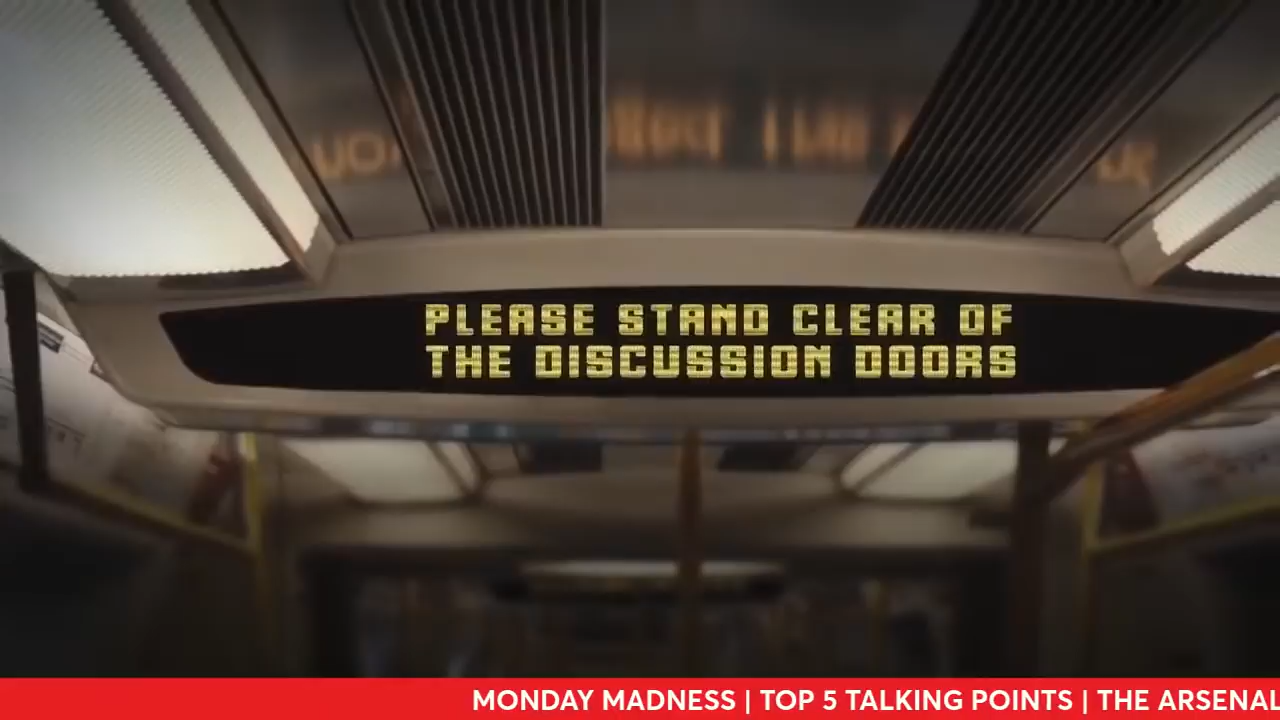 PLEASE STAND CLEAR OF
THE DISCUSSION DOORS
MONDAY MADNESS | TOP 5 TALKING POINTS | THE ARSENAL